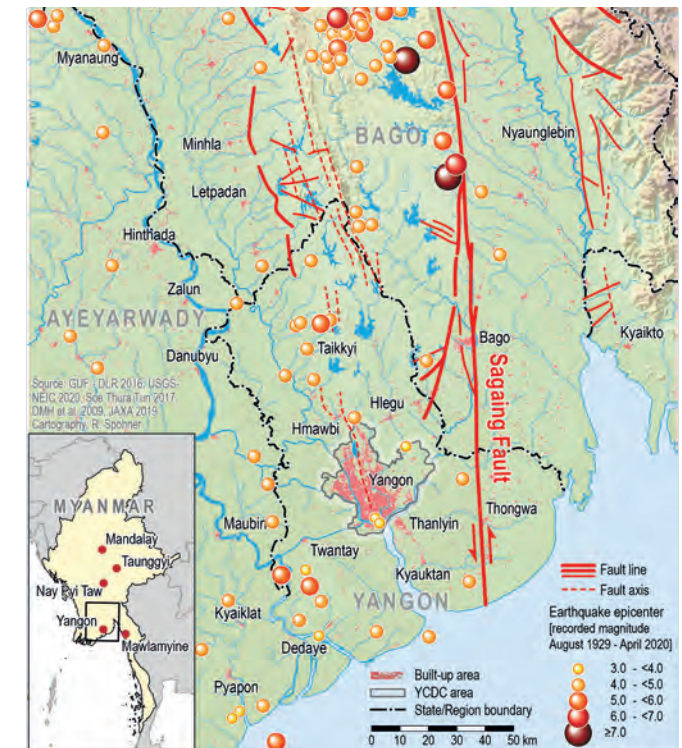 Myanaung
Minhla
Letpadan
BAGO
Nyaunglebin
Hinthada
Zalun
AYEYARWADY
Danubyu
Taikkyi
Bago
Kyaikto
Sagaing Fault
Source: GUF - DLR 2016, USGS-
NEIC 2020, Soe Thura Tun 2017
DMH et al. 2009, JAXA 2019
Cartography, R. Spohner
Hlegu
Hmawbi
Yangon
Maubin
Thanlyin
Thongwa
Twantay
Kyauktan
YANGON
Kyaiklat
Dedaye
Pyapon
MYANMAR
Mandalay
Taunggyi
Nay Pyi Taw
Yangon
Mawlamyine
Built-up area
YCDC area
State/Region boundary
0 10 20 30 40 50 km
Fault line
Fault axis
Earthquake epicenter
[recorded magnitude
August 1929 - April 2020]
3.0 - <4.0
4.0 - <5.0
5.0 - <6.0
6.0 - <7.0
≥7.0